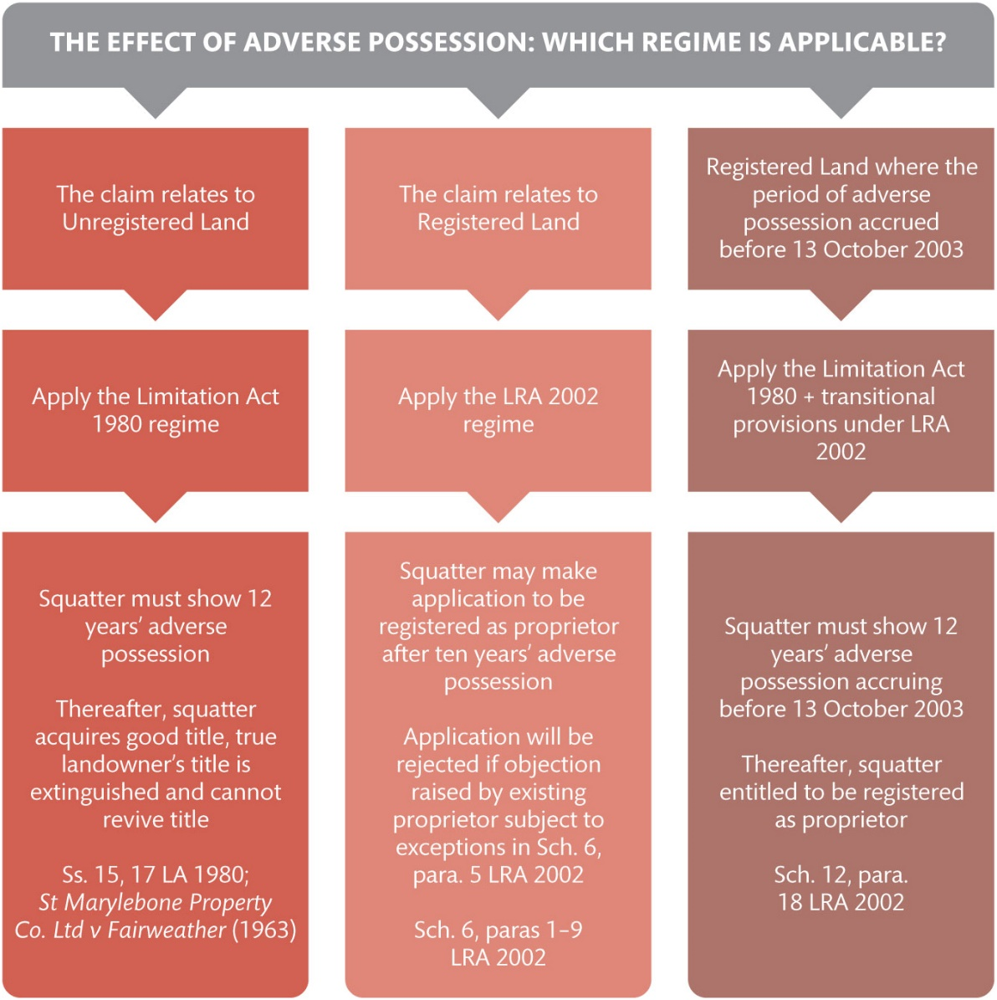 THE EFFECT OF ADVERSE POSSESSION: WHICH REGIME IS APPLICABLE?
The claim relates to
Unregistered Land
Apply the Limitation Act
1980 regime
Squatter must show 12
years’ adverse
possession
Thereafter, squatter
acquires good title, true
landowner’s title is
extinguished and cannot
revive title
Ss. 15, 17 LA 1980;
St Marylebone Property
Co. Ltd v Fairweather (1963)
The claim relates to
Registered Land
Apply the LRA 2002
regime
Squatter may make
application to be
registered as proprietor
after ten years’ adverse
possession
Application will be
rejected if objection
raised by existing
proprietor subject to
exceptions in Sch. 6,
para. 5 LRA 2002
Sch. 6, paras 1–9
LRA 2002
Registered Land where the
period of adverse
possession accrued
before 13 October 2003
Apply the Limitation Act
1980 + transitional
provisions under LRA
2002
Squatter must show 12
years’ adverse
possession accruing
before 13 October 2003
Thereafter, squatter
entitled to be registered
as proprietor
Sch. 12, para.
18 LRA 2002